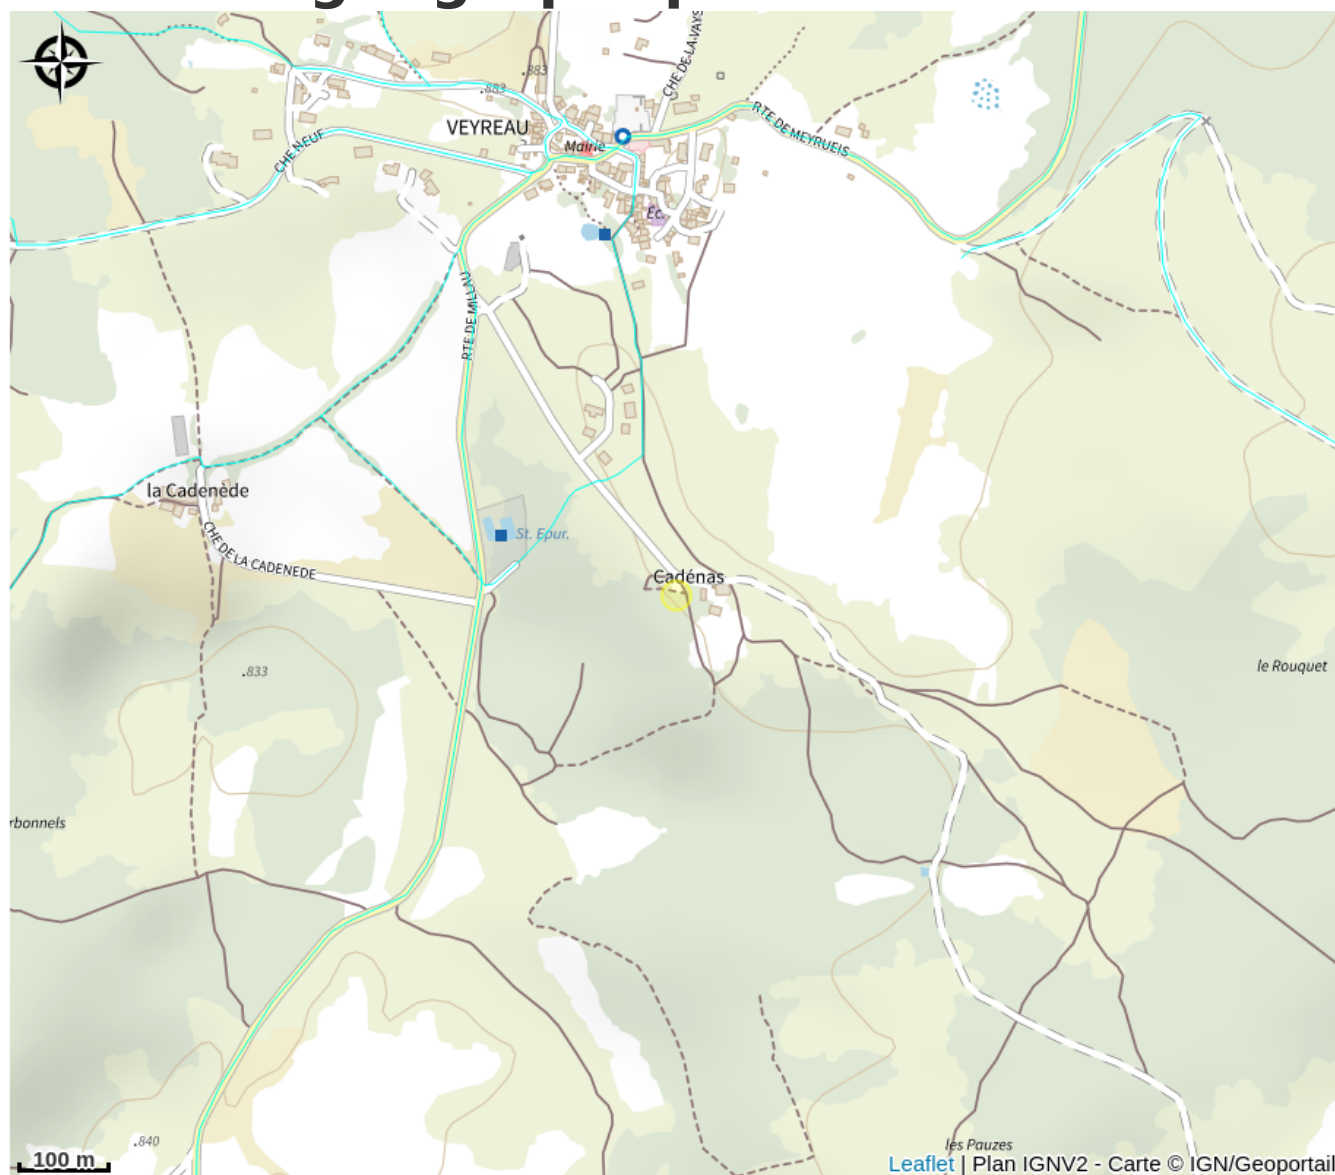 CHE DE LA VAYS
.883
.883
VEYREAU
RTE DE MEYRUEIS
Mairie
CHE NEUF
Éc.
RTE DE MILLAU
la Cadenède
St. Epur.
CHE DE LA CADENEDE
Cadénas
le Rouquet
.833
rbonnels
.840
les Pauzes
100 m
Leaflet | Plan IGNV2 - Carte © IGN/Geoportail